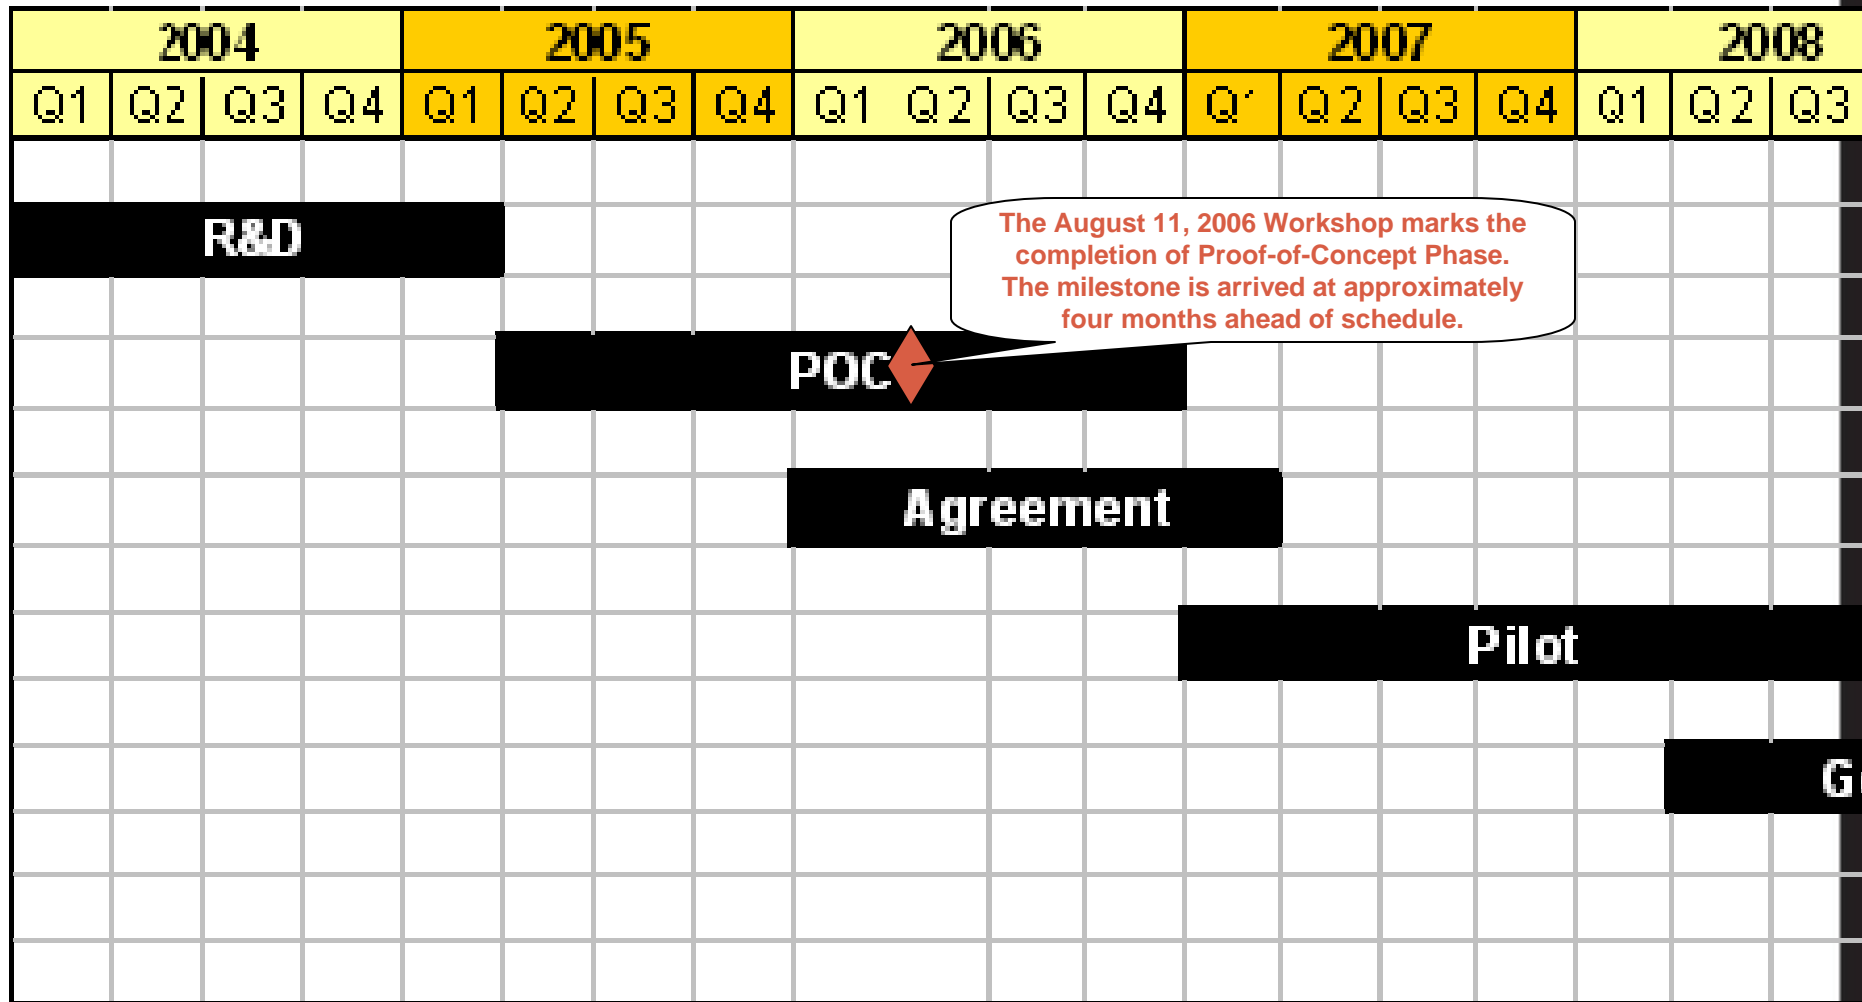 2004 2005 2006 2007 2008
Q1 Q2 Q3 Q4 Q1 Q2 Q3 Q4 Q1 Q2 Q3 Q4 Q' Q2 Q3 Q4 Q1 Q2 Q3
R&D
The August 11, 2006 Workshop marks the
completion of Proof-of-Concept Phase.
The milestone is arrived at approximately
four months ahead of schedule.
POC
Agreement
Pilot